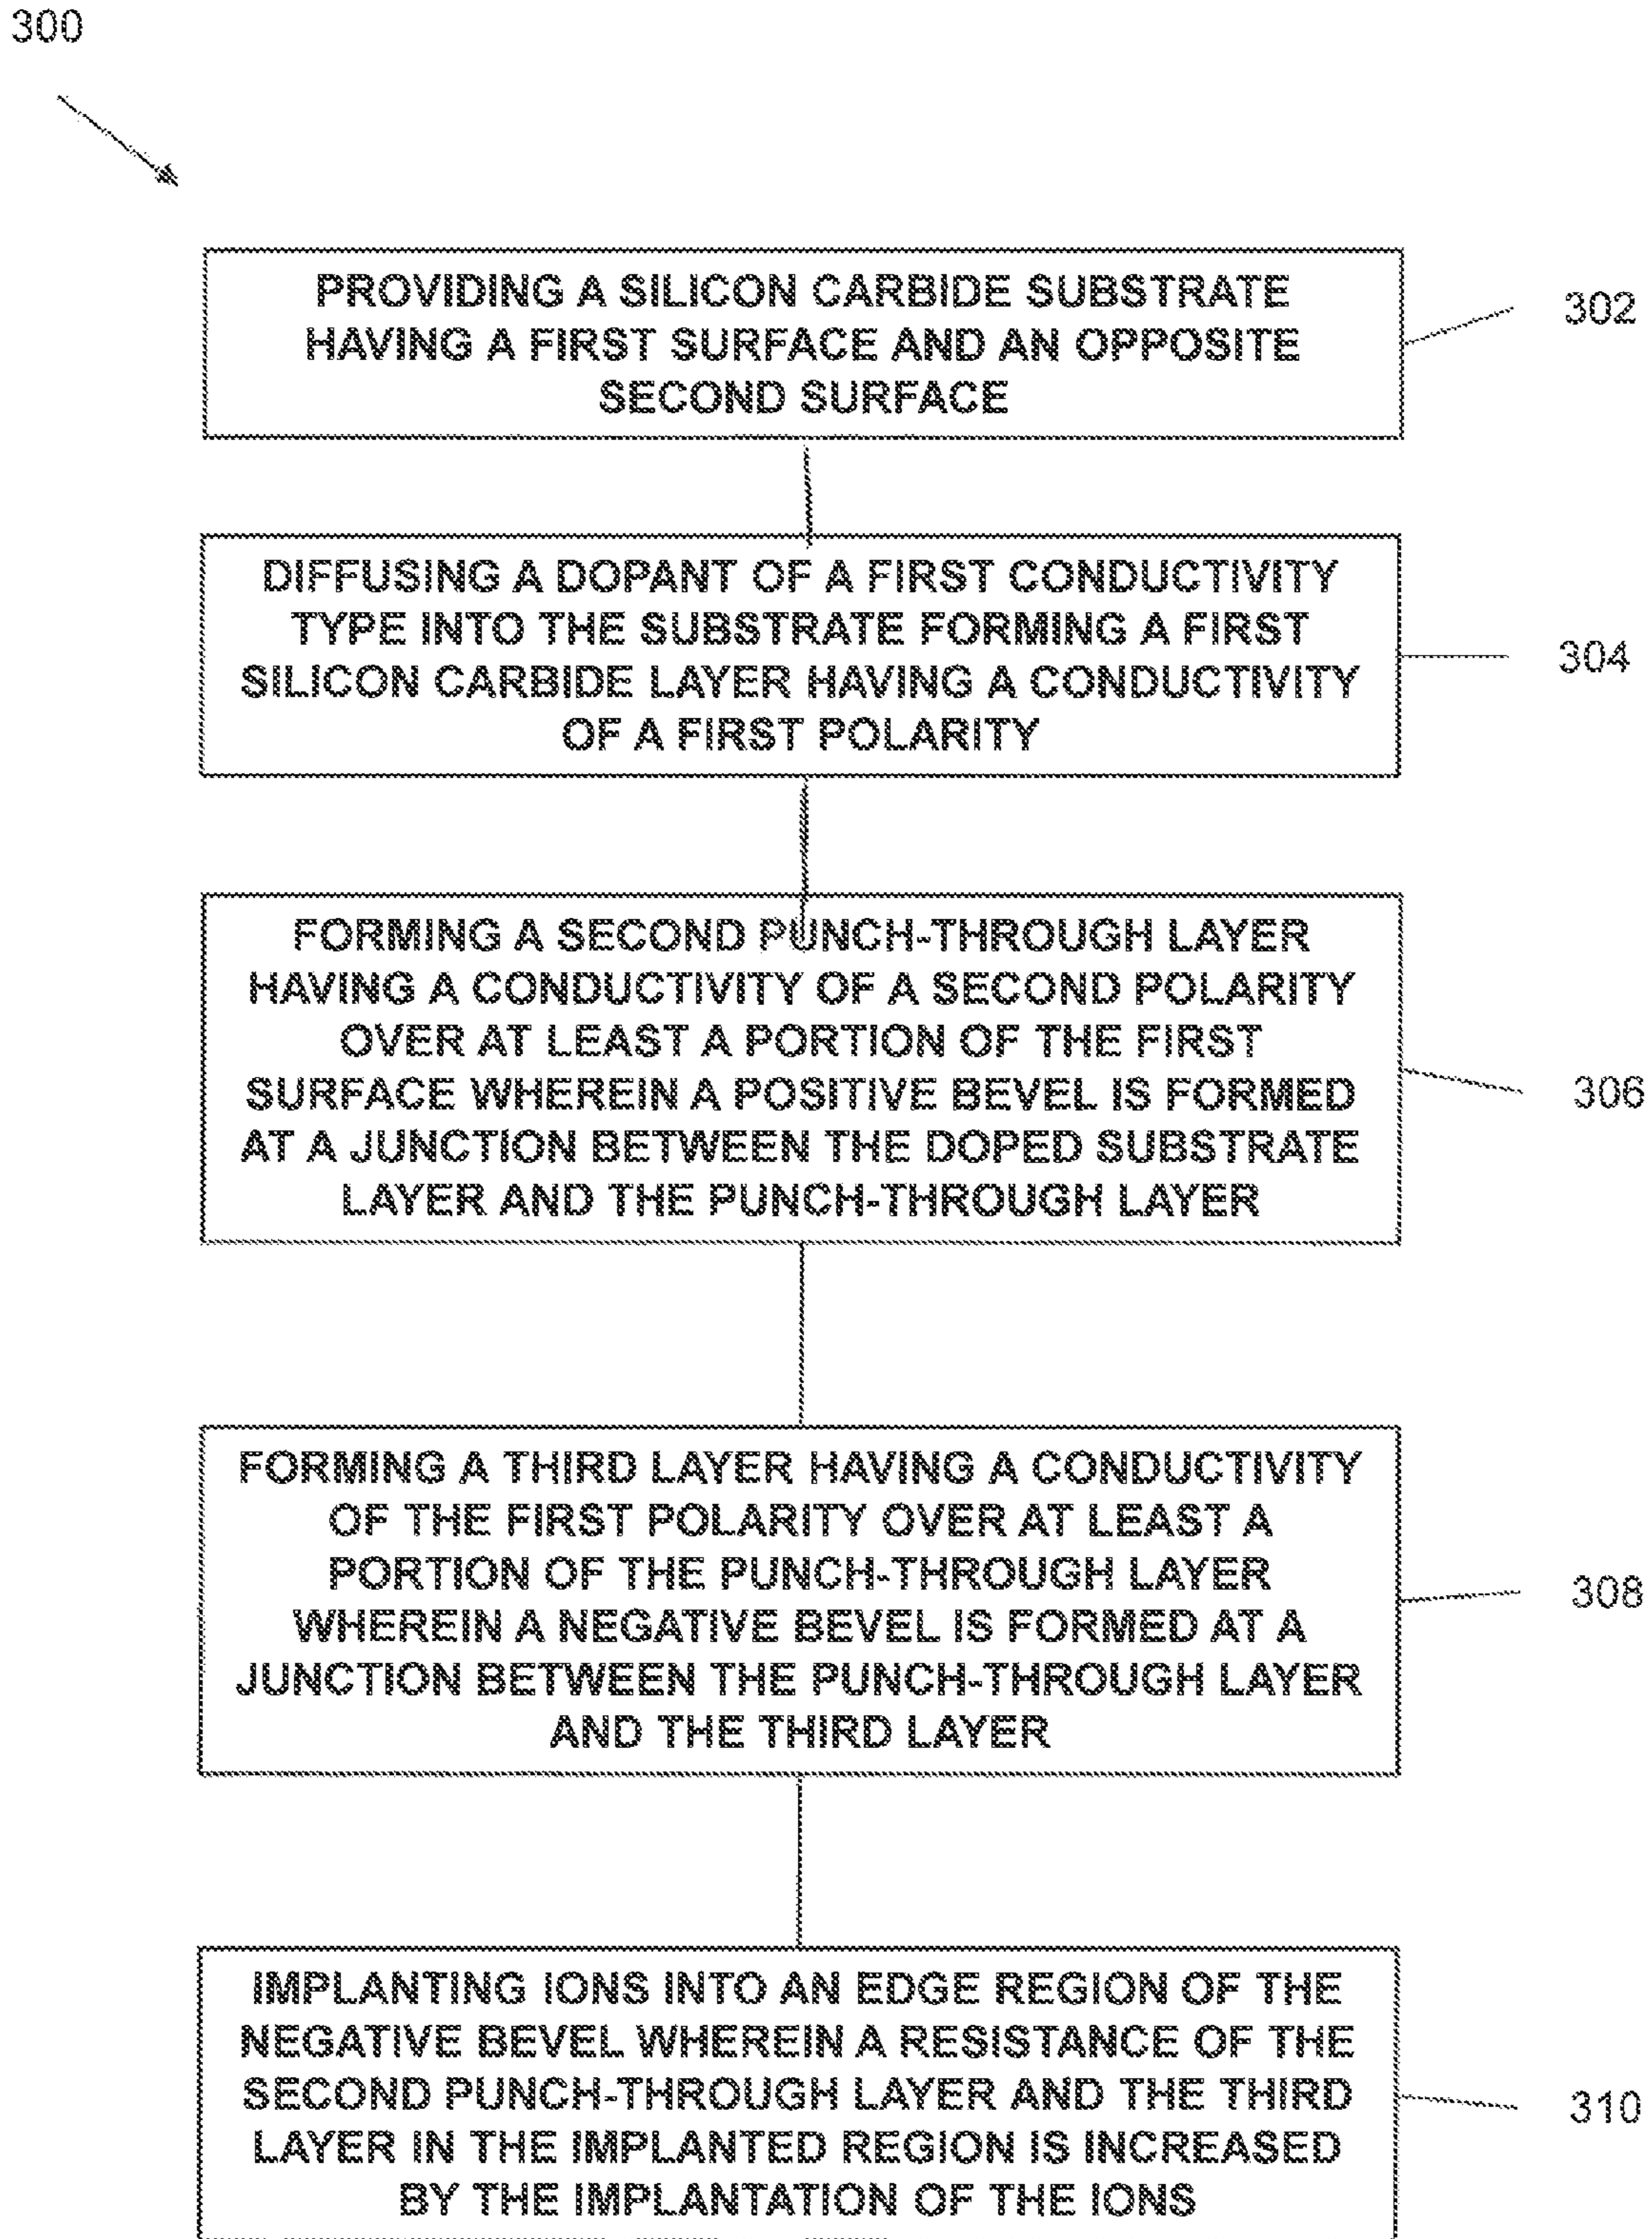 300
PROVIDING A SILICON CARBIDE SUBSTRATE
HAVING A FIRST SURFACE AND AN OPPOSITE
SECOND SURFACE
302
DIFFUSING A DOPANT OF A FIRST CONDUCTIVITY
TYPE INTO THE SUBSTRATE FORMING A FIRST
SILICON CARBIDE LAYER HAVING A CONDUCTIVITY
OF A FIRST POLARITY
304
FORMING A SECOND PUNCH-THROUGH LAYER
HAVING A CONDUCTIVITY OF A SECOND POLARITY
OVER AT LEAST A PORTION OF THE FIRST
SURFACE WHEREIN A POSITIVE BEVEL IS FORMED
AT A JUNCTION BETWEEN THE DOPED SUBSTRATE
LAYER AND THE PUNCH-THROUGH LAYER
306
FORMING A THIRD LAYER HAVING A CONDUCTIVITY
OF THE FIRST POLARITY OVER AT LEAST A
PORTION OF THE PUNCH-THROUGH LAYER
WHEREIN A NEGATIVE BEVEL IS FORMED AT A
JUNCTION BETWEEN THE PUNCH-THROUGH LAYER
AND THE THIRD LAYER
308
IMPLANTING IONS INTO AN EDGE REGION OF THE
NEGATIVE BEVEL WHEREIN A RESISTANCE OF THE
SECOND PUNCH-THROUGH LAYER AND THE THIRD
LAYER IN THE IMPLANTED REGION IS INCREASED
BY THE IMPLANTATION OF THE IONS
310